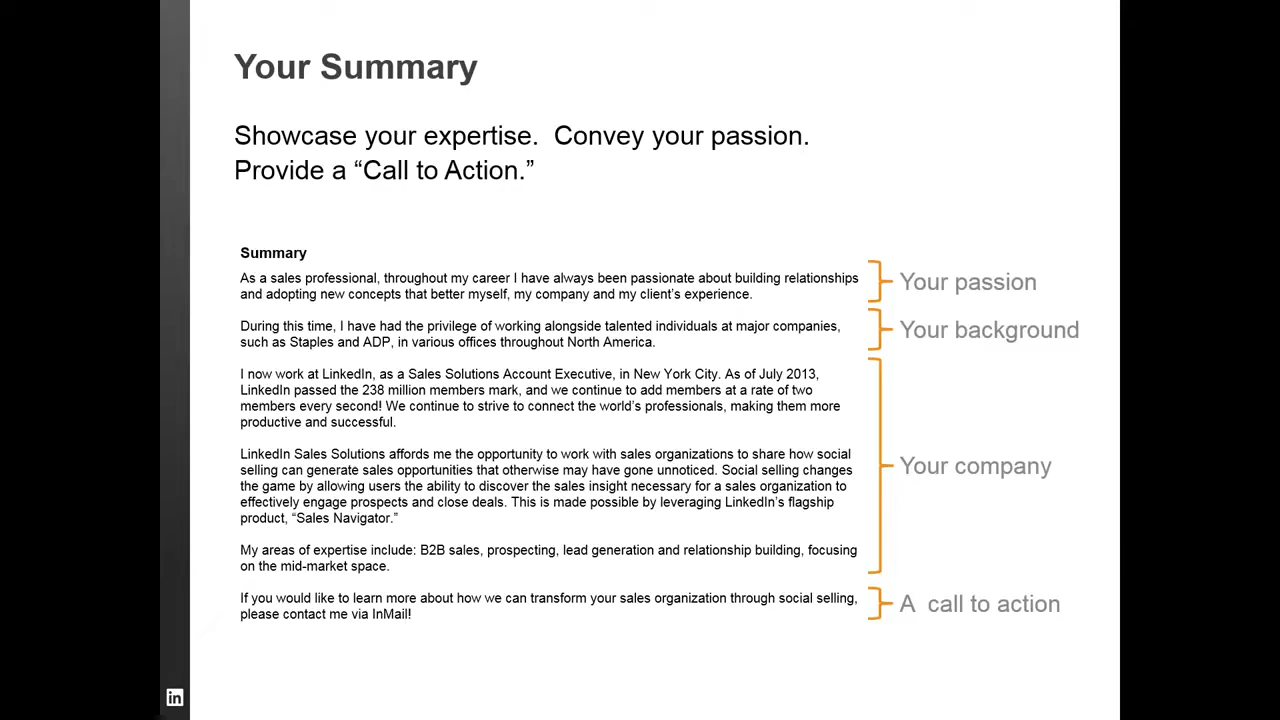 Your Summary
Showcase your expertise.  Convey your passion.
Provide a “Call to Action.”
Summary
As a sales professional, throughout my career I have always been passionate about building relationships
and adopting new concepts that better myself, my company and my client’s experience.
Your passion
During this time, I have had the privilege of working alongside talented individuals at major companies,
such as Staples and ADP, in various offices throughout North America.
Your background
I now work at LinkedIn, as a Sales Solutions Account Executive, in New York City. As of July 2013,
LinkedIn passed the 238 million members mark, and we continue to add members at a rate of two
members every second! We continue to strive to connect the world’s professionals, making them more
productive and successful.
LinkedIn Sales Solutions affords me the opportunity to work with sales organizations to share how social
selling can generate sales opportunities that otherwise may have gone unnoticed. Social selling changes
the game by allowing users the ability to discover the sales insight necessary for a sales organization to
effectively engage prospects and close deals. This is made possible by leveraging LinkedIn’s flagship
product, “Sales Navigator.”
My areas of expertise include: B2B sales, prospecting, lead generation and relationship building, focusing
on the mid-market space.
Your company
If you would like to learn more about how we can transform your sales organization through social selling,
please contact me via InMail!
A  call to action
in